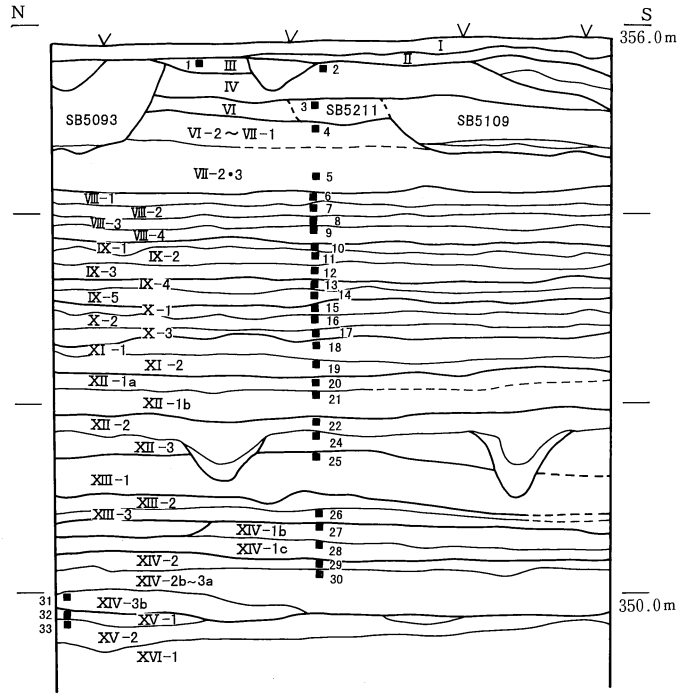 N
S
356.0m
I
II
1
III
2
IV
3
SB5211
VI
SB5093
SB5109
4
VI-2～VII-1
VII-2•3
5
VIII-1
6
VIII-2
7
VIII-3
8
VIII-4
9
IX-1
10
IX-2
11
IX-3
12
IX-4
13
IX-5
14
X-1
15
X-2
16
X-3
17
XI-1
18
XI-2
19
XII-1a
20
XII-1b
21
XII-2
22
XII-3
24
25
XIII-1
XIII-2
XIII-3
26
XIV-1b
27
XIV-1c
28
XIV-2
29
XIV-2b~3a
30
31
XIV-3b
350.0m
32
XV-1
33
XV-2
XVI-1